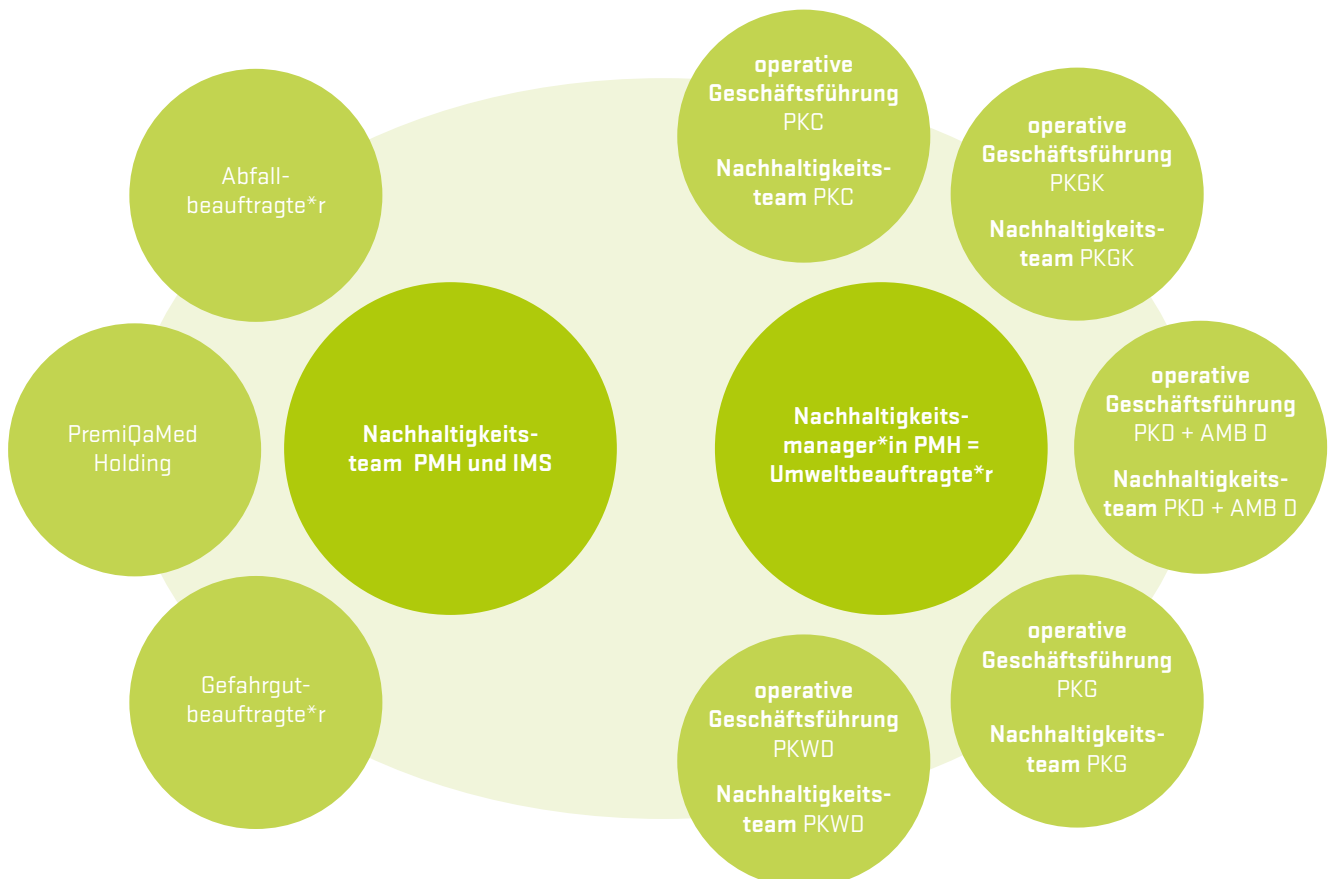 Abfall-
beauftragte*r
PremiQaMed
Holding
Gefahrgut-
beauftragte*r
Nachhaltigkeits-
team PMH und IMS
Nachhaltigkeits-
manager*in PMH =
Umweltbeauftragte*r
operative
Geschäftsführung
PKC
Nachhaltigkeits-
team PKC
operative
Geschäftsführung
PKGK
Nachhaltigkeits-
team PKGK
operative
Geschäftsführung
PKD + AMB D
Nachhaltigkeits-
team PKD + AMB D
operative
Geschäftsführung
PKG
Nachhaltigkeits-
team PKG
operative
Geschäftsführung
PKWD
Nachhaltigkeits-
team PKWD